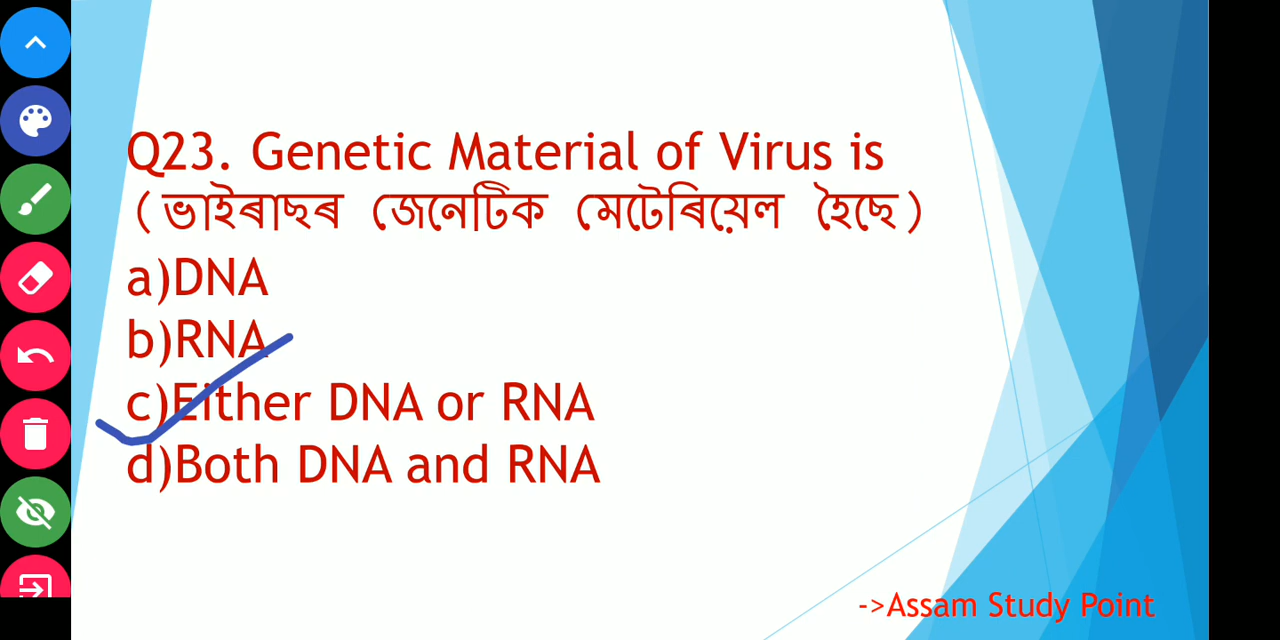 Q23. Genetic Material of Virus is
( ভাইৰাছৰ জেনেটিক মেটেৰিয়েল হৈছে)
a)DNA
b)RNA
c)Either DNA or RNA
d)Both DNA and RNA
->Assam Study Point